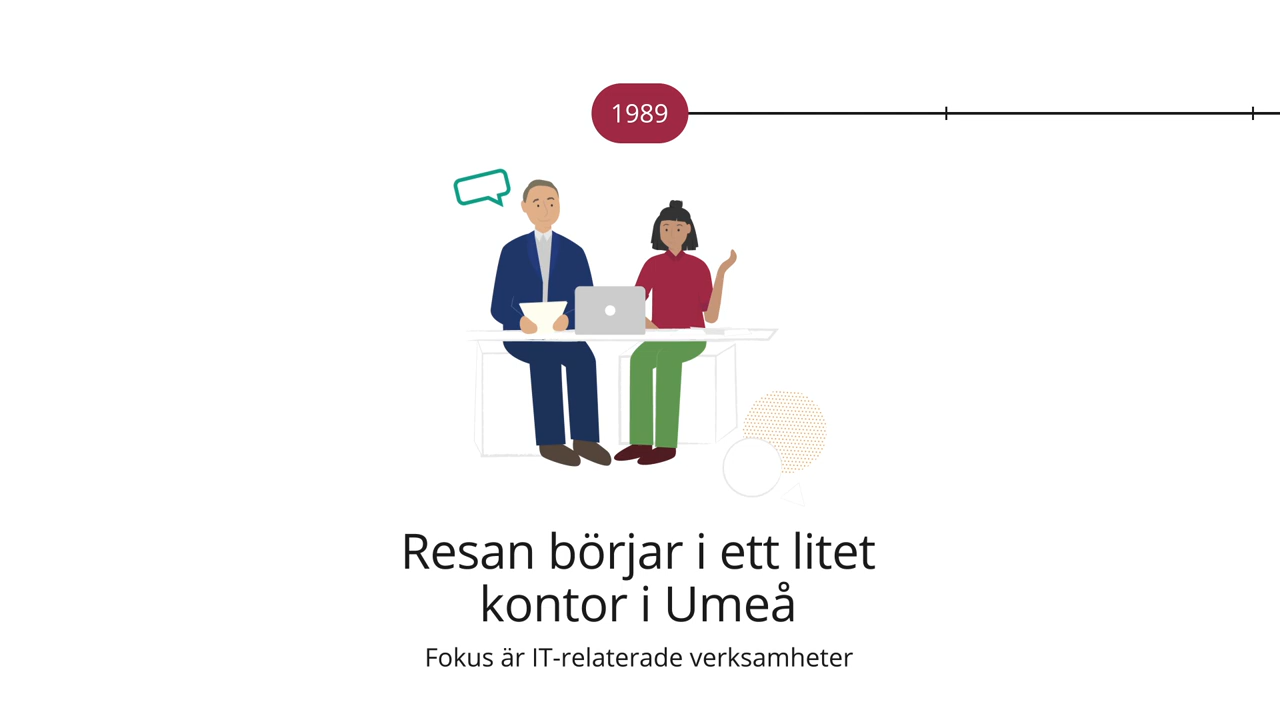 1989
Resan börjar i ett litet
kontor i Umeå
Fokus är IT-relaterade verksamheter